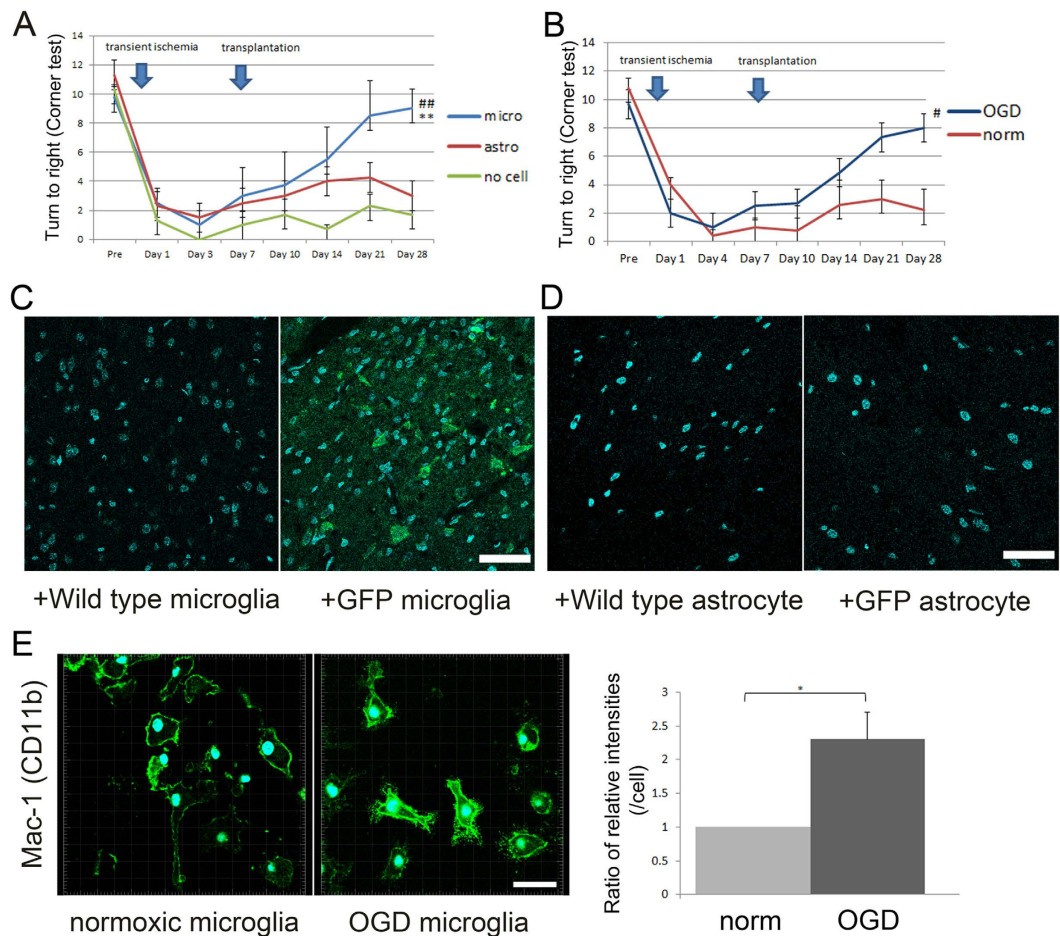 A
transient ischemia
transplantation
Turn to right (Corner test)
14
12
10
8
6
4
2
0
Pre
Day 1
Day 3
Day 7
Day 10
Day 14
Day 21
Day 28
##
**
micro
astro
no cell
B
transient ischemia
transplantation
Turn to right (Corner test)
14
12
10
8
6
4
2
0
Pre
Day 1
Day 4
Day 7
Day 10
Day 14
Day 21
Day 28
#
OGD
norm
C
+Wild type microglia
+GFP microglia
D
+Wild type astrocyte
+GFP astrocyte
E
Mac-1 (CD11b)
normoxic microglia
OGD microglia
Ratio of relative intensities
(/cell)
3
2.5
2
1.5
1
0.5
0
*
norm
OGD